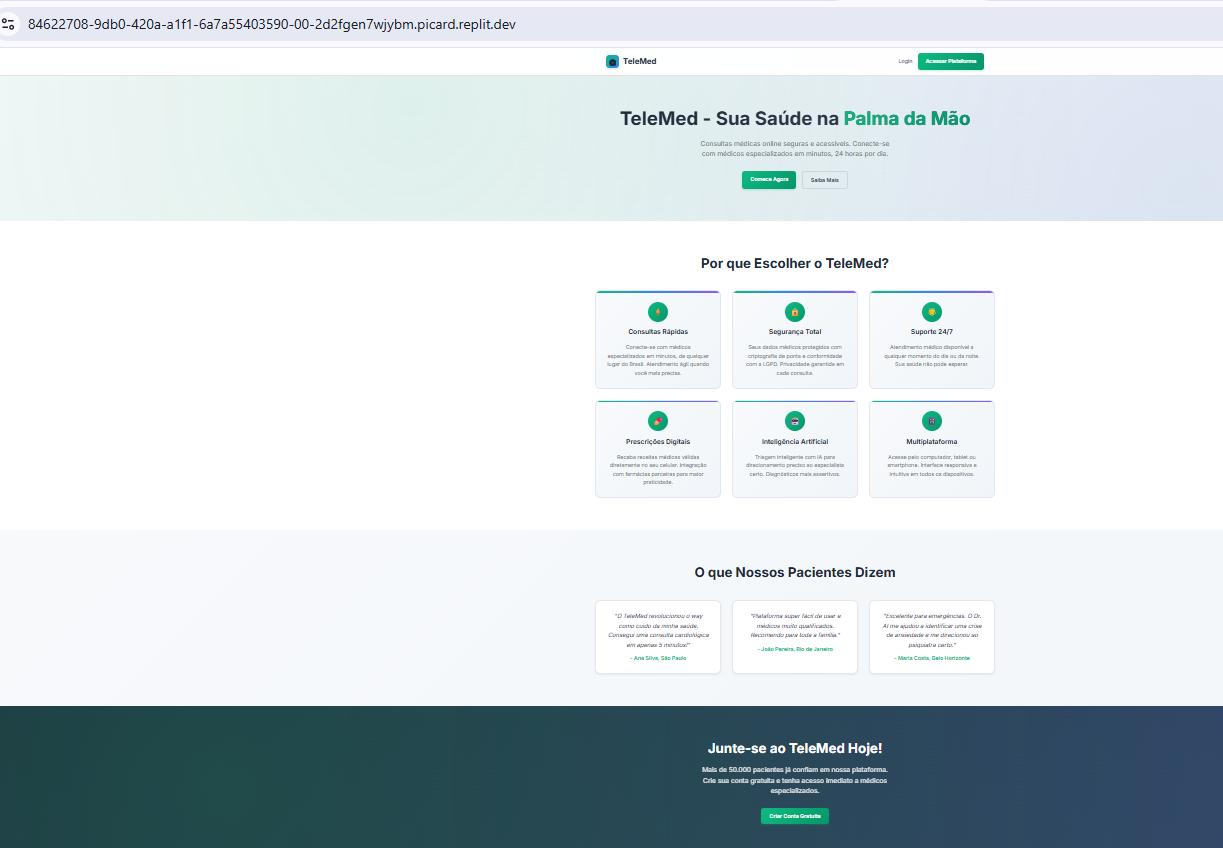 84622708-9db0-420a-a1f1-6a7a55403590-00-2d2fgen7wjybm.picard.replit.dev
TeleMed
Login
Acessar Plataforma
TeleMed - Sua Saúde na Palma da Mão
Consultas médicas online seguras e acessíveis. Conecte-se
com médicos especializados em minutos, 24 horas por dia.
Comece Agora
Saiba Mais
Por que Escolher o TeleMed?
Consultas Rápidas
Conecte-se com médicos
especializados em minutos, de qualquer
lugar do Brasil. Atendimento ágil quando
você mais precisa.
Segurança Total
Seus dados médicos protegidos com
criptografia de ponta e conformidade
com a LGPD. Privacidade garantida em
cada consulta.
Suporte 24/7
Atendimento médico disponível a
qualquer momento do dia ou da noite.
Sua saúde não pode esperar.
Prescrições Digitais
Receba receitas médicas válidas
diretamente no seu celular. Integração
com farmácias parceiras para maior
praticidade.
Inteligência Artificial
Triagem inteligente com IA para
direcionamento preciso ao especialista
certo. Diagnósticos mais assertivos.
Multiplataforma
Acesse pelo computador, tablet ou
smartphone. Interface responsiva e
intuitiva em todos os dispositivos.
O que Nossos Pacientes Dizem
"O TeleMed revolucionou o way
como cuido da minha saúde.
Consegui uma consulta cardiológica
em apenas 5 minutos!"
- Ana Silva, São Paulo
"Plataforma super fácil de usar e
médicos muito qualificados.
Recomendo para toda a família."
- João Pereira, Rio de Janeiro
"Excelente para emergências. O Dr.
AI me ajudou a identificar uma crise
de ansiedade e me direcionou ao
psiquiatra certo."
- Maria Costa, Belo Horizonte
Junte-se ao TeleMed Hoje!
Mais de 50.000 pacientes já confiam em nossa plataforma.
Crie sua conta gratuita e tenha acesso imediato a médicos
especializados.
Criar Conta Gratuita